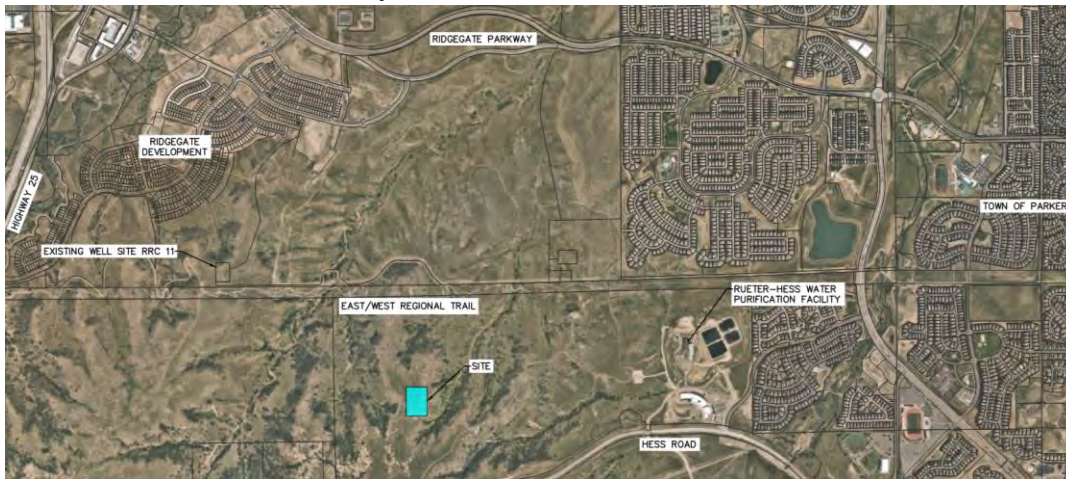 RIDGEGATE PARKWAY
RIDGEGATE
DEVELOPMENT
HIGHWAY 25
TOWN OF PARKER
EXISTING WELL SITE RRC 11
EAST/WEST REGIONAL TRAIL
RUETER-HESS WATER
PURIFICATION FACILITY
SITE
HESS ROAD